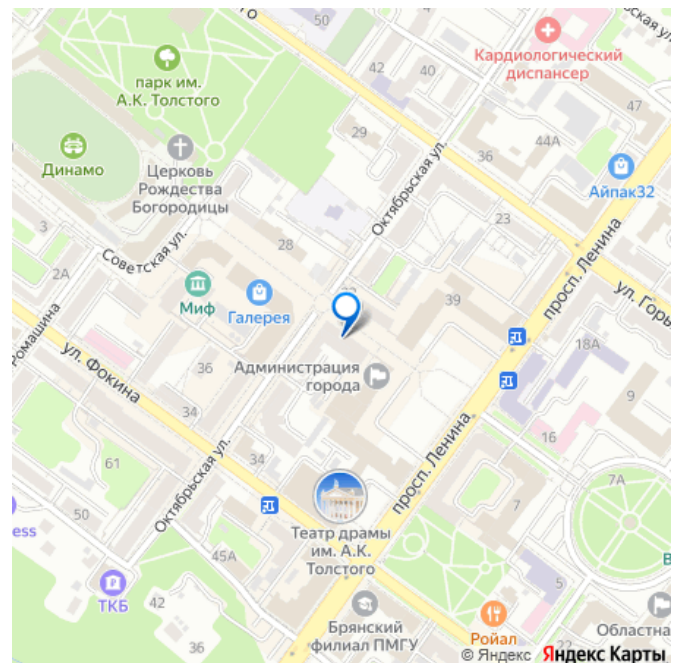 50
Кардиологический
диспансер
42
40
парк им.
А.К. Толстого
47
29
44А
36
Динамо
Церковь
Рождества
Богородицы
Октябрьская ул.
Айпак32
3
23
Советская ул.
28
2А
просп. Ленина
Миф
Галерея
39
ул. Горь
18А
Ромашина
36
Администрация
города
ул. Фокина
9
34
16
61
34
Октябрьская ул.
просп. Ленина
7А
7
50
ess
Театр драмы
им. А.К.
Толстого
45А
В
5
ТКБ
42
Брянский
филиал ПМГУ
Ройал
Областна
36
22
© Яндекс Яндекс Карты